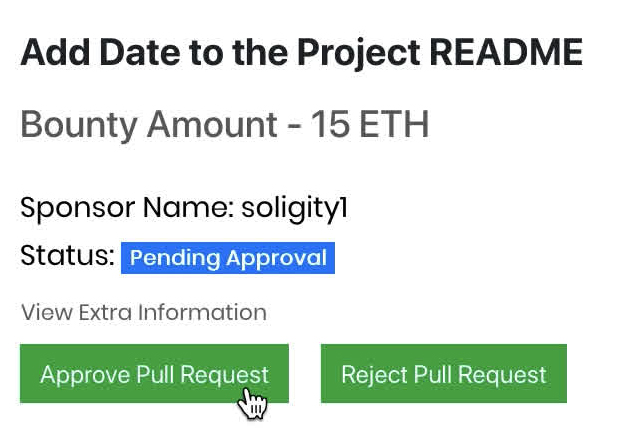 Add Date to the Project README
Bounty Amount - 15 ETH
Sponsor Name: soligity1
Status: Pending Approval
View Extra Information
Approve Pull Request Reject Pull Request